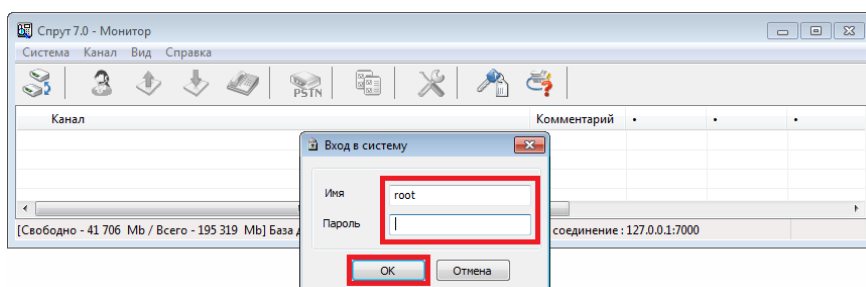 Спрут 7.0 - Монитор
Система Канал Вид Справка
PSTN
Канал Комментарий
Вход в систему
Имя root
Пароль
[Свободно - 41 706 Mb / Всего - 195 319 Mb] База соединение : 127.0.0.1:7000
OK Отмена